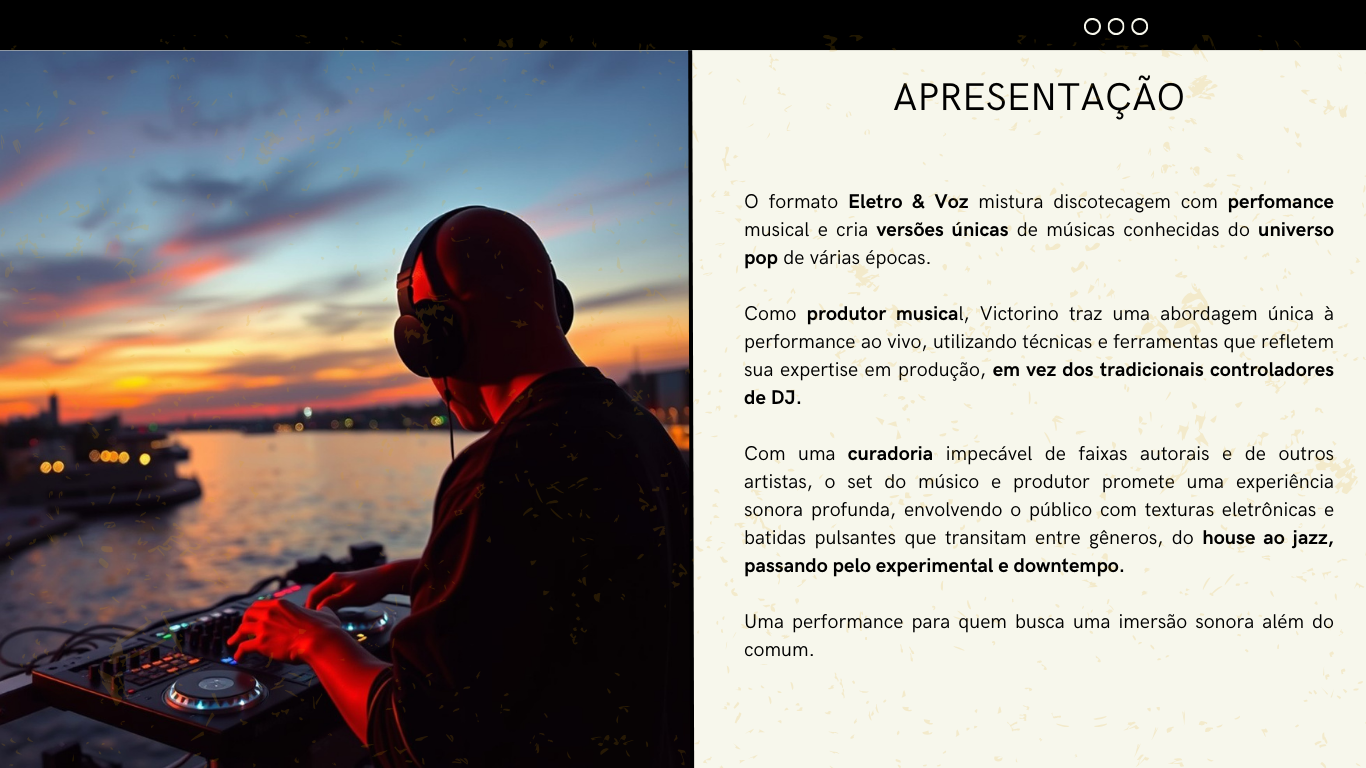 APRESENTAÇÃO
O formato Eletro & Voz mistura discotecagem com perfomance
musical e cria versões únicas de músicas conhecidas do universo
pop de várias épocas.
Como produtor musical, Victorino traz uma abordagem única à
performance ao vivo, utilizando técnicas e ferramentas que refletem
sua expertise em produção, em vez dos tradicionais controladores
de DJ.
Com uma curadoria impecável de faixas autorais e de outros
artistas, o set do músico e produtor promete uma experiência
sonora profunda, envolvendo o público com texturas eletrônicas e
batidas pulsantes que transitam entre gêneros, do house ao jazz,
passando pelo experimental e downtempo.
Uma performance para quem busca uma imersão sonora além do
comum.